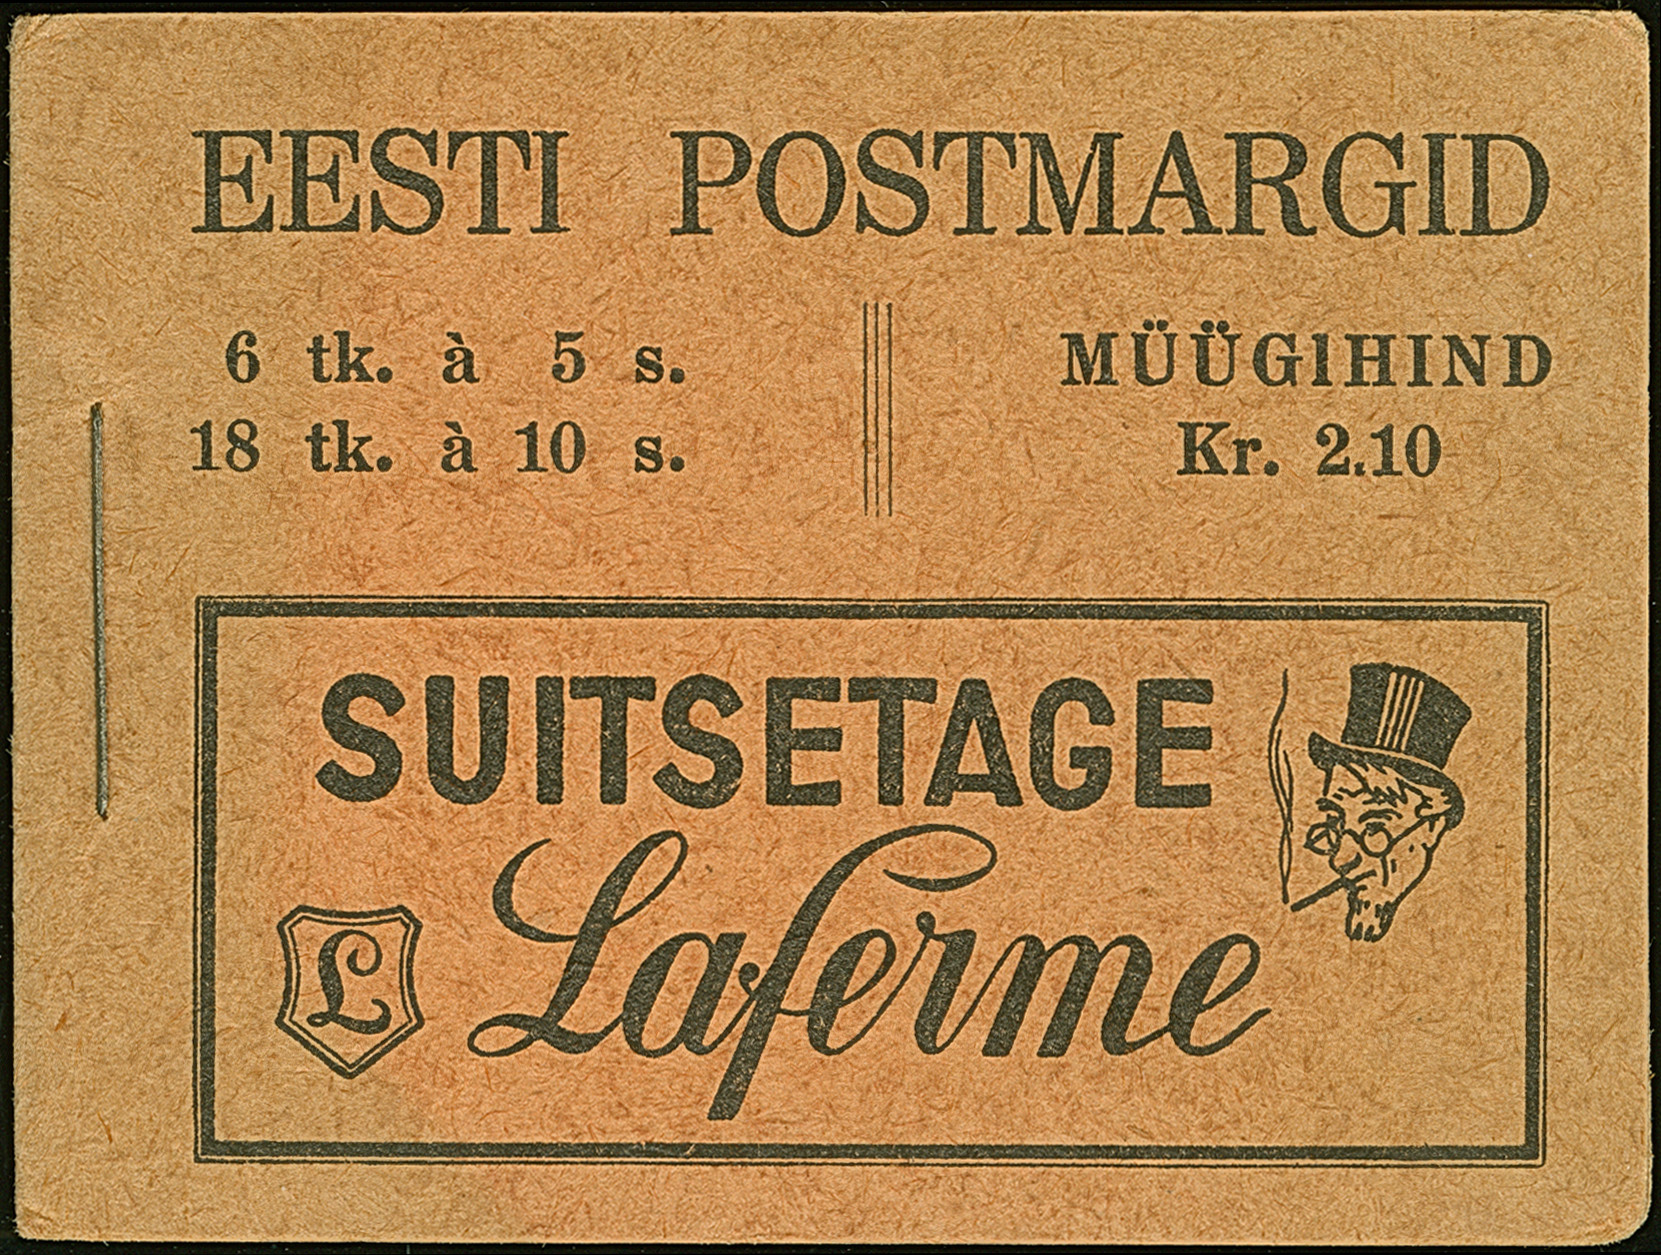 EESTI POSTMARGID
6 tk. à 5 s.
18 tk. à 10 s.
MÜÜGIHIND
Kr. 2.10
SUITSETAGE
Laferme
L